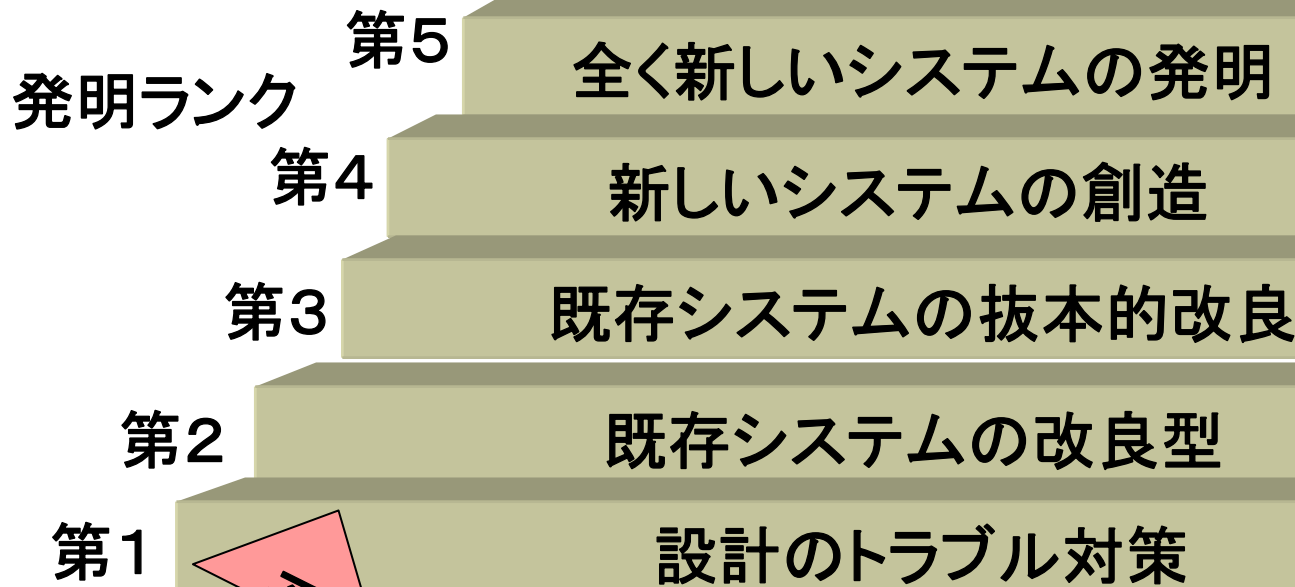 発明ランク
第5
全く新しいシステムの発明
第4
新しいシステムの創造
第3
既存システムの抜本的改良
第2
既存システムの改良型
第1
設計のトラブル対策